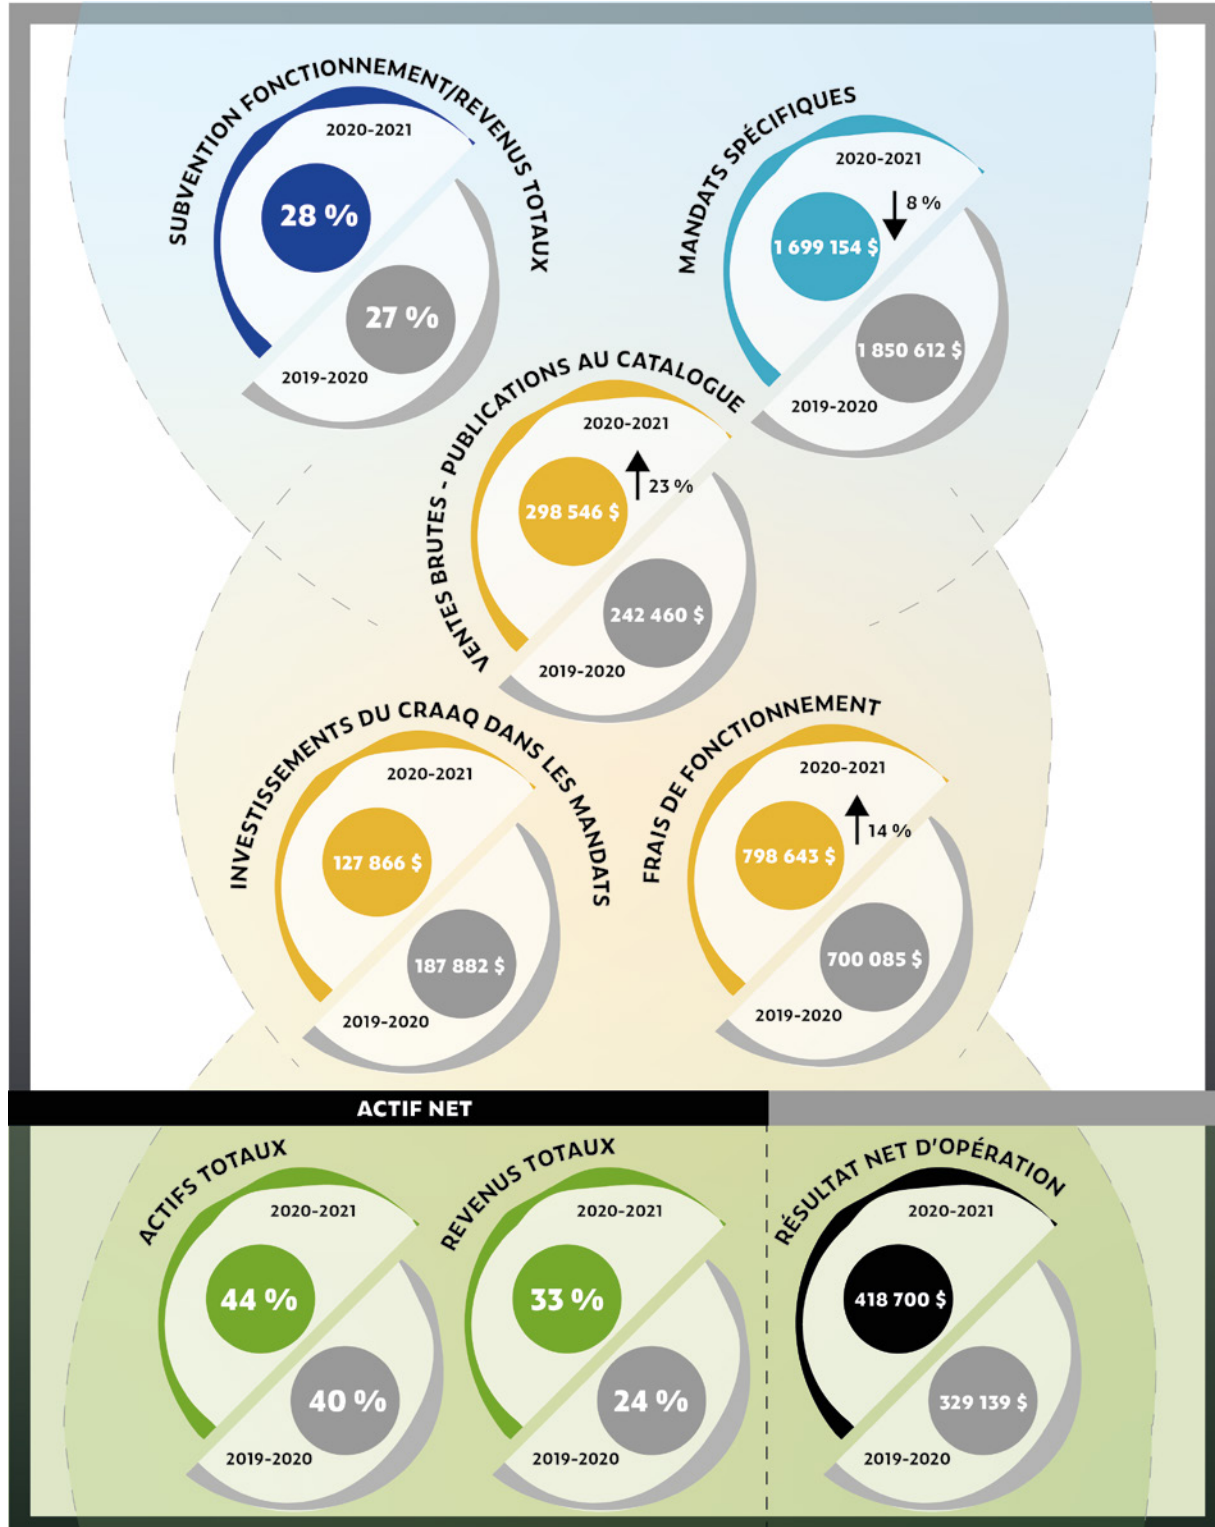 SUBVENTION FONCTIONNEMENT/REVENUS TOTAUX
2020-2021
28 %
27 %
2019-2020
MANDATS SPÉCIFIQUES
2020-2021
8 %
1 699 154 $
1 850 612 $
2019-2020
VENTES BRUTES - PUBLICATIONS AU CATALOGUE
2020-2021
23 %
298 546 $
242 460 $
2019-2020
INVESTISSEMENTS DU CRAAQ DANS LES MANDATS
2020-2021
127 866 $
187 882 $
2019-2020
FRAIS DE FONCTIONNEMENT
2020-2021
14 %
798 643 $
700 085 $
2019-2020
ACTIF NET
ACTIFS TOTAUX
2020-2021
44 %
40 %
2019-2020
REVENUS TOTAUX
2020-2021
33 %
24 %
2019-2020
RÉSULTAT NET D'OPÉRATION
2020-2021
418 700 $
329 139 $
2019-2020